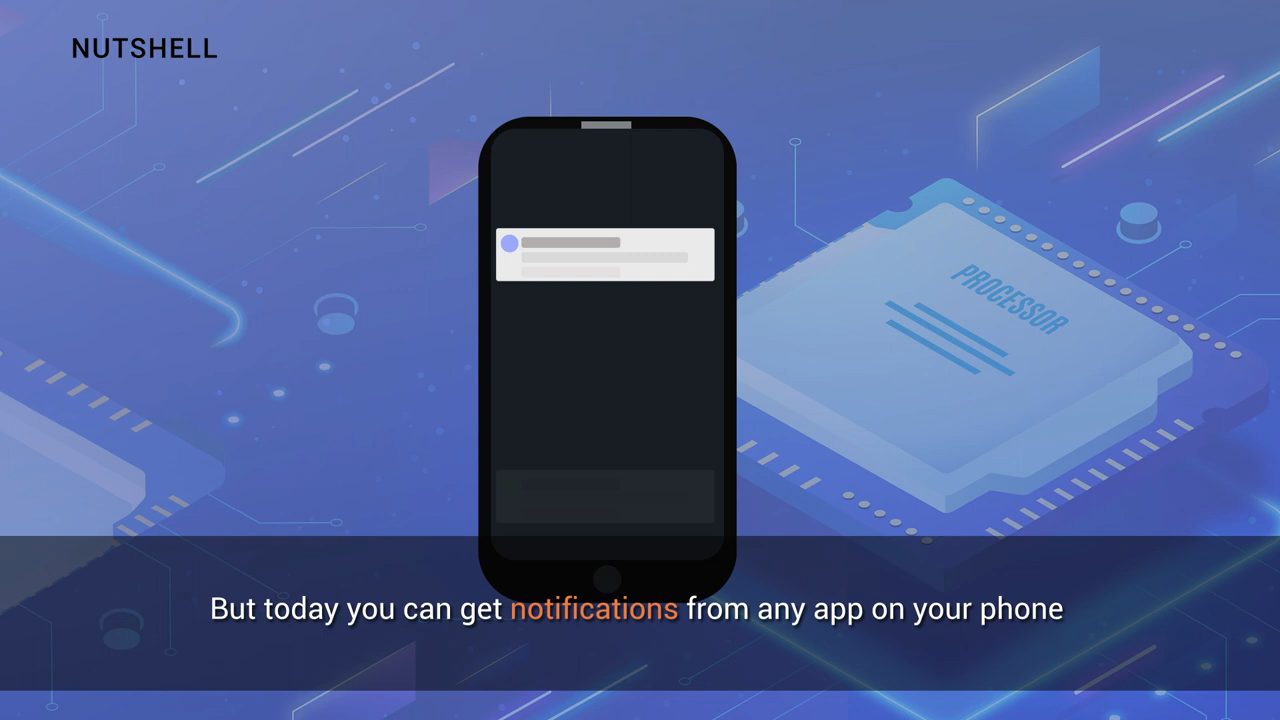 NUTSHELL
PROCESSOR
But today you can get notifications from any app on your phone